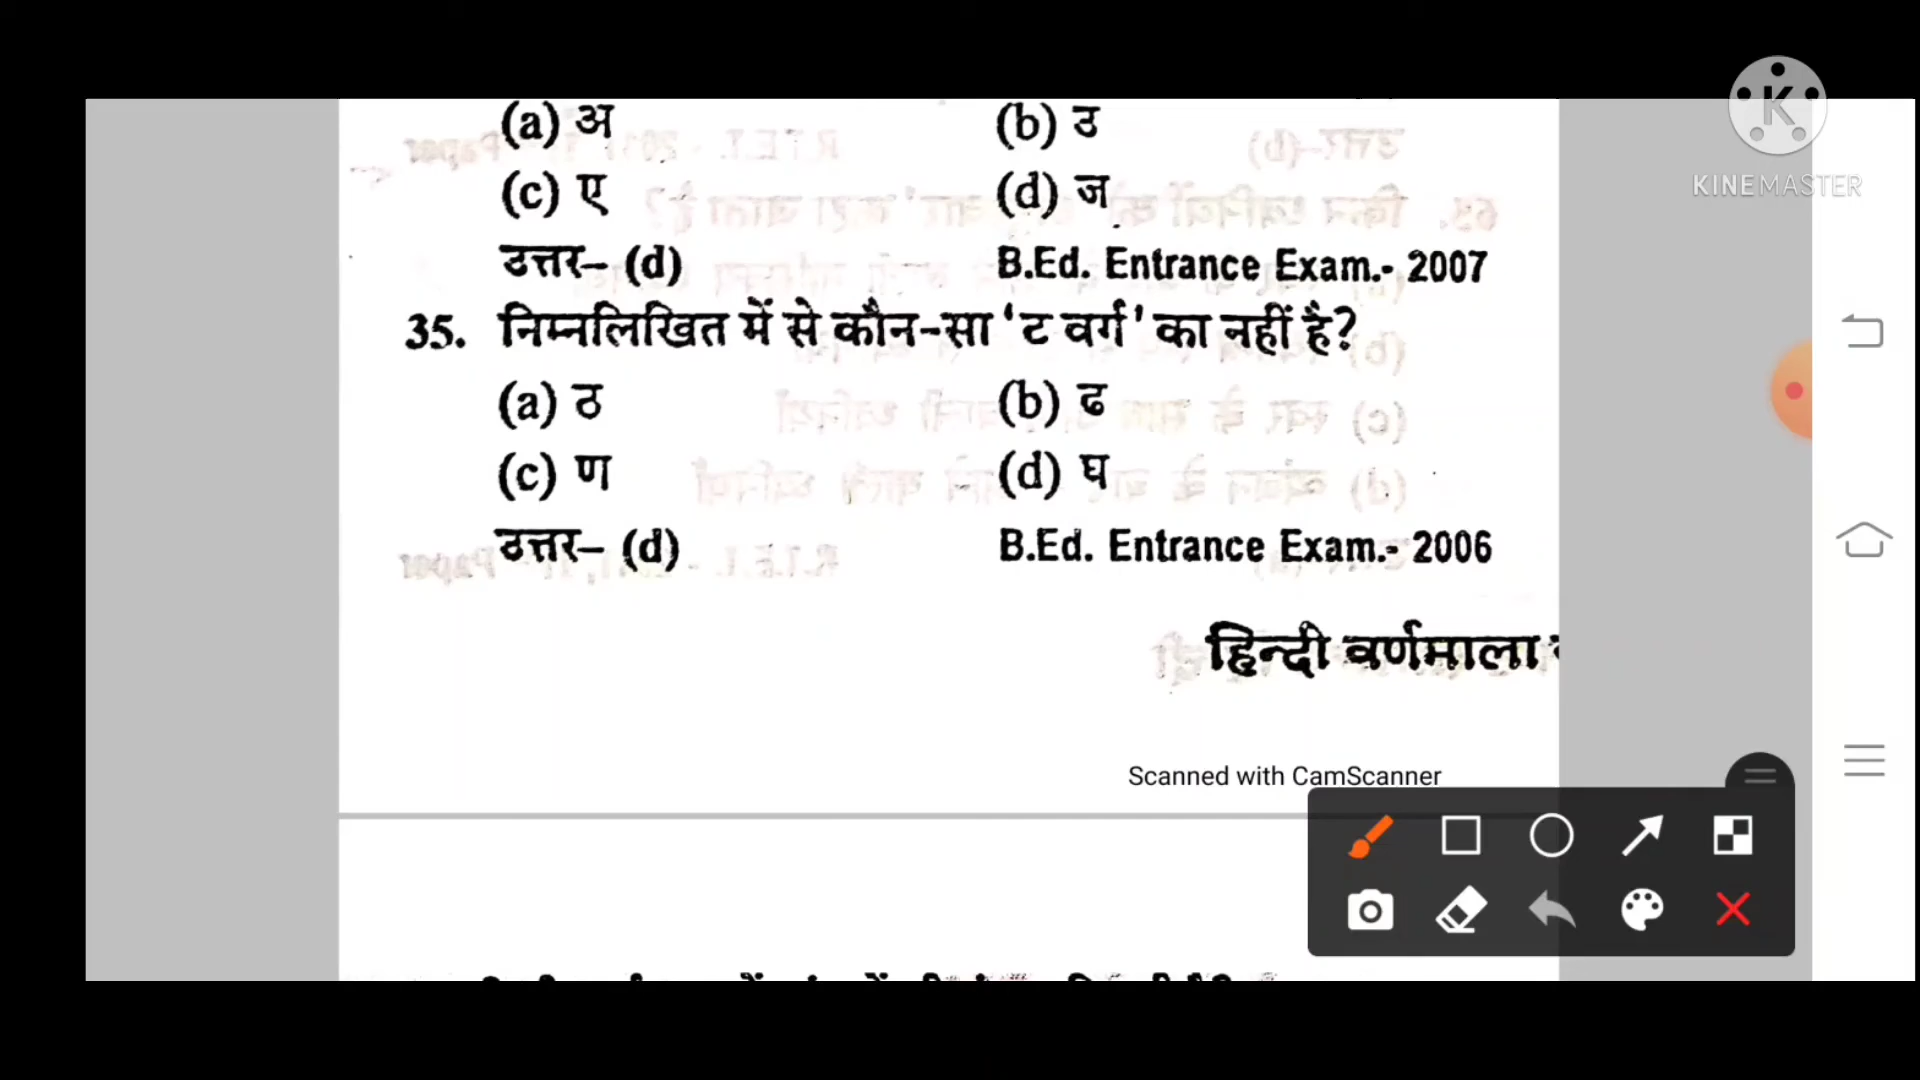 (a) अ (b) उ
(c) ए (d) ज
उत्तर– (d) B.Ed. Entrance Exam.- 2007
35. निम्नलिखित में से कौन-सा ‘ट वर्ग’ का नहीं है?
(a) ठ (b) ढ
(c) ण (d) घ
उत्तर– (d) B.Ed. Entrance Exam.- 2006
हिन्दी वर्णमाला
Scanned with CamScanner
K
KINEMASTER